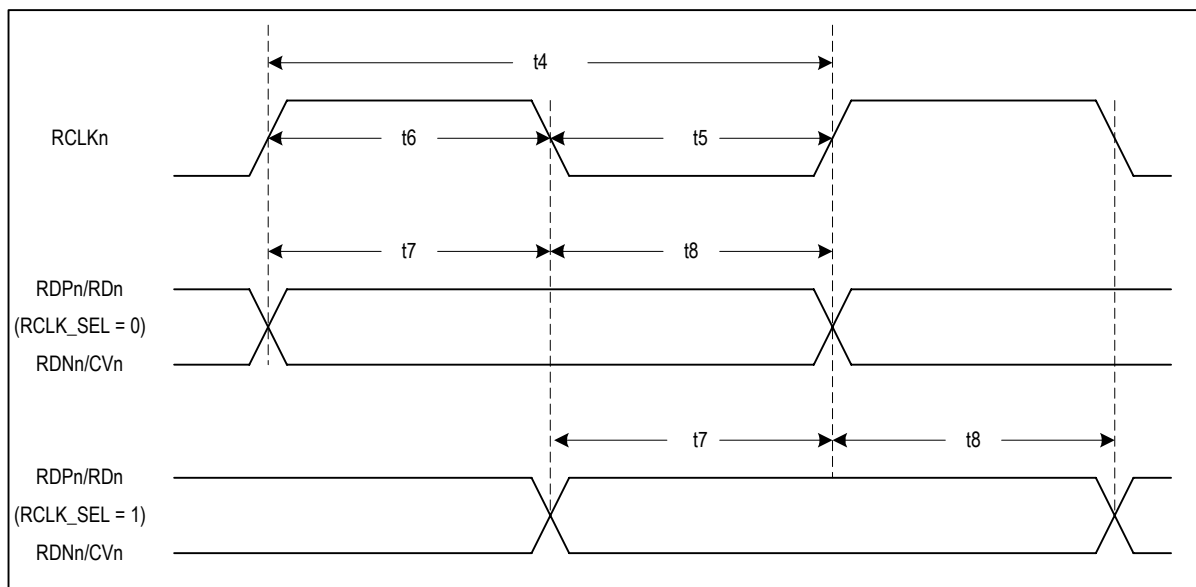 t4
RCLKn
t6
t5
t7
t8
RDPn/RDn
(RCLK_SEL = 0)
RDNn/CVn
t7
t8
RDPn/RDn
(RCLK_SEL = 1)
RDNn/CVn